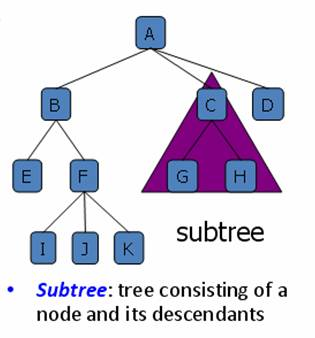 A
B C D
E F G H
I J K
subtree
• Subtree: tree consisting of a
node and its descendants